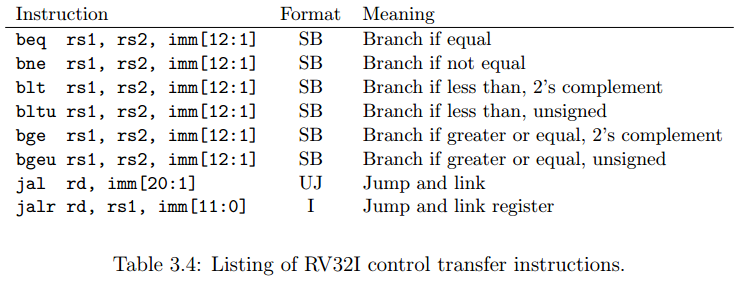 Instruction Format Meaning
beq rs1, rs2, imm[12:1] SB Branch if equal
bne rs1, rs2, imm[12:1] SB Branch if not equal
blt rs1, rs2, imm[12:1] SB Branch if less than, 2's complement
bltu rs1, rs2, imm[12:1] SB Branch if less than, unsigned
bge rs1, rs2, imm[12:1] SB Branch if greater or equal, 2's complement
bgeu rs1, rs2, imm[12:1] SB Branch if greater or equal, unsigned
jal rd, imm[20:1] UJ Jump and link
jalr rd, rs1, imm[11:0] I Jump and link register
Table 3.4: Listing of RV32I control transfer instructions.